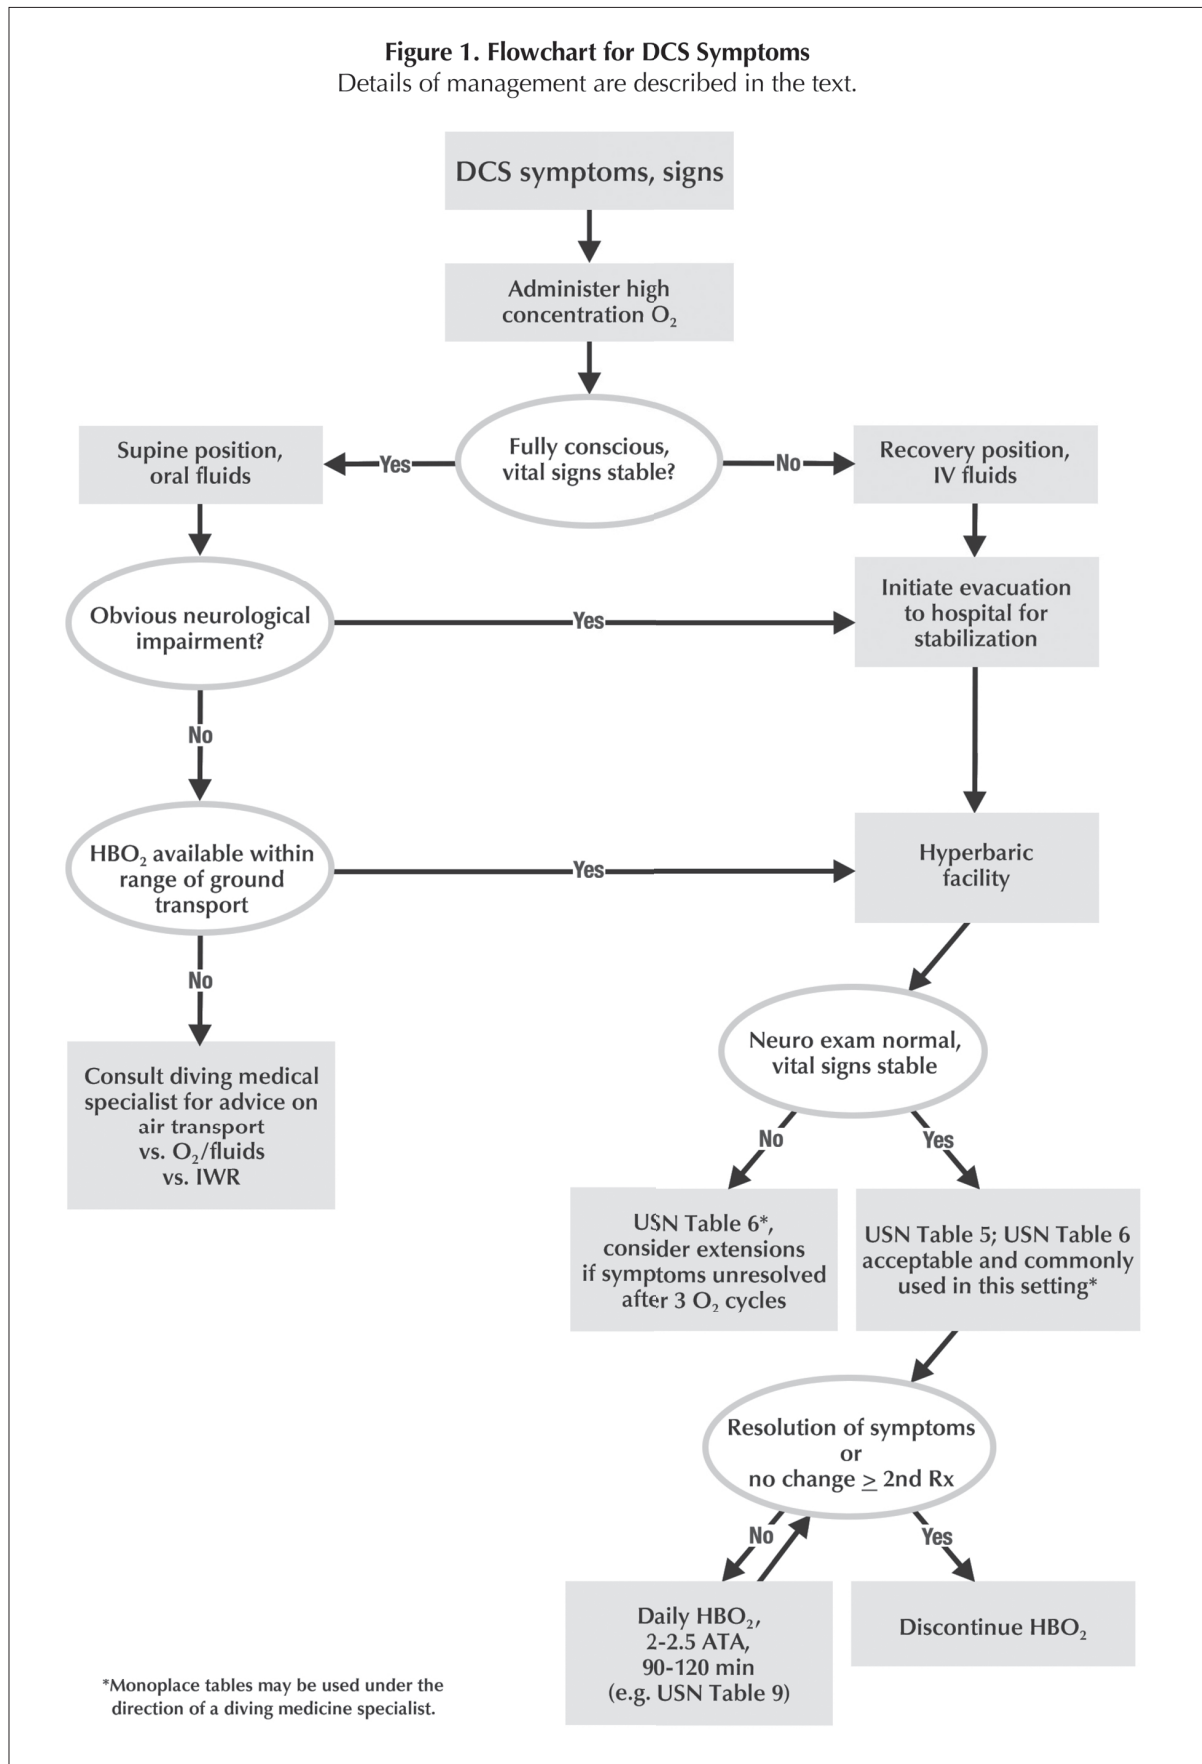 Figure 1. Flowchart for DCS Symptoms
Details of management are described in the text.
DCS symptoms, signs
Administer high
concentration O₂
Fully conscious,
vital signs stable?
Yes
No
Supine position,
oral fluids
Recovery position,
IV fluids
Obvious neurological
impairment?
Yes
Initiate evacuation
to hospital for
stabilization
No
HBO₂ available within
range of ground
transport
Yes
Hyperbaric
facility
No
Consult diving medical
specialist for advice on
air transport
vs. O₂/fluids
vs. IWR
Neuro exam normal,
vital signs stable
No
Yes
USN Table 6*,
consider extensions
if symptoms unresolved
after 3 O₂ cycles
USN Table 5; USN Table 6
acceptable and commonly
used in this setting*
Resolution of symptoms
or
no change ≥ 2nd Rx
No
Yes
Daily HBO₂,
2-2.5 ATA,
90-120 min
(e.g. USN Table 9)
Discontinue HBO₂
*Monoplace tables may be used under the
direction of a diving medicine specialist.